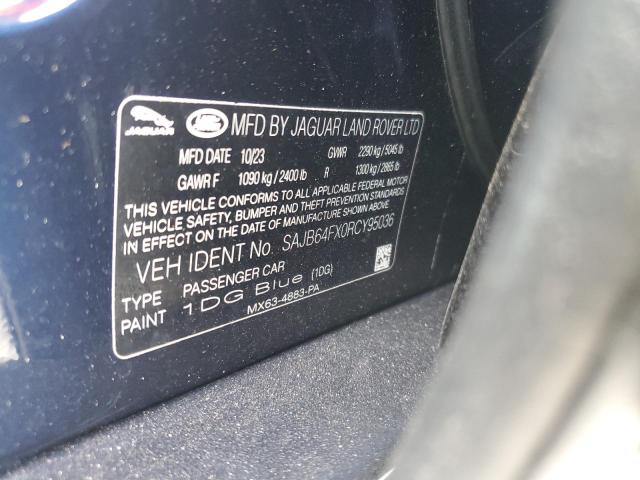 JAGUAR LAND ROVER MFD BY JAGUAR LAND ROVER LTD
MFD DATE 10/23 GVWR 2290 kg / 5045 lb
GAWR F 1090 kg / 2400 lb R 1300 kg / 2865 lb
THIS VEHICLE CONFORMS TO ALL APPLICABLE FEDERAL MOTOR
VEHICLE SAFETY, BUMPER AND THEFT PREVENTION STANDARDS
IN EFFECT ON THE DATE OF MANUFACTURE SHOWN ABOVE.
VEH IDENT No. SAJB64FX0RCY95036
TYPE PASSENGER CAR
PAINT 1DG Blue (1DG)
MX63-4883-PA